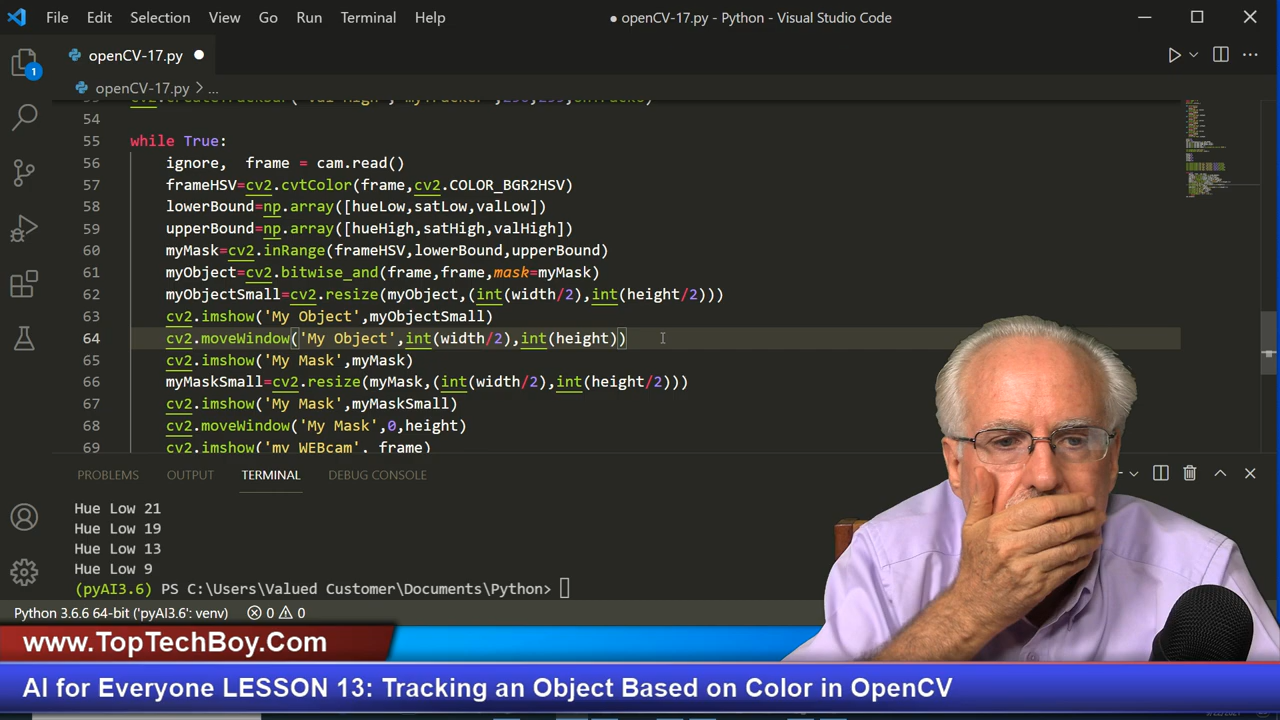 File Edit Selection View Go Run Terminal Help
● openCV-17.py - Python - Visual Studio Code
openCV-17.py ●
1
openCV-17.py > ...
54
55 while True:
56 ignore,  frame = cam.read()
57 frameHSV=cv2.cvtColor(frame,cv2.COLOR_BGR2HSV)
58 lowerBound=np.array([hueLow,satLow,valLow])
59 upperBound=np.array([hueHigh,satHigh,valHigh])
60 myMask=cv2.inRange(frameHSV,lowerBound,upperBound)
61 myObject=cv2.bitwise_and(frame,frame,mask=myMask)
62 myObjectSmall=cv2.resize(myObject,(int(width/2),int(height/2)))
63 cv2.imshow('My Object',myObjectSmall)
64 cv2.moveWindow('My Object',int(width/2),int(height))
65 cv2.imshow('My Mask',myMask)
66 myMaskSmall=cv2.resize(myMask,(int(width/2),int(height/2)))
67 cv2.imshow('My Mask',myMaskSmall)
68 cv2.moveWindow('My Mask',0,height)
69 cv2.imshow('my WEBcam', frame)
PROBLEMS OUTPUT TERMINAL DEBUG CONSOLE
Hue Low 21
Hue Low 19
Hue Low 13
Hue Low 9
(pyAI3.6) PS C:\Users\Valued Customer\Documents\Python>
Python 3.6.6 64-bit ('pyAI3.6': venv) 0 0
www.TopTechBoy.Com
AI for Everyone LESSON 13: Tracking an Object Based on Color in OpenCV